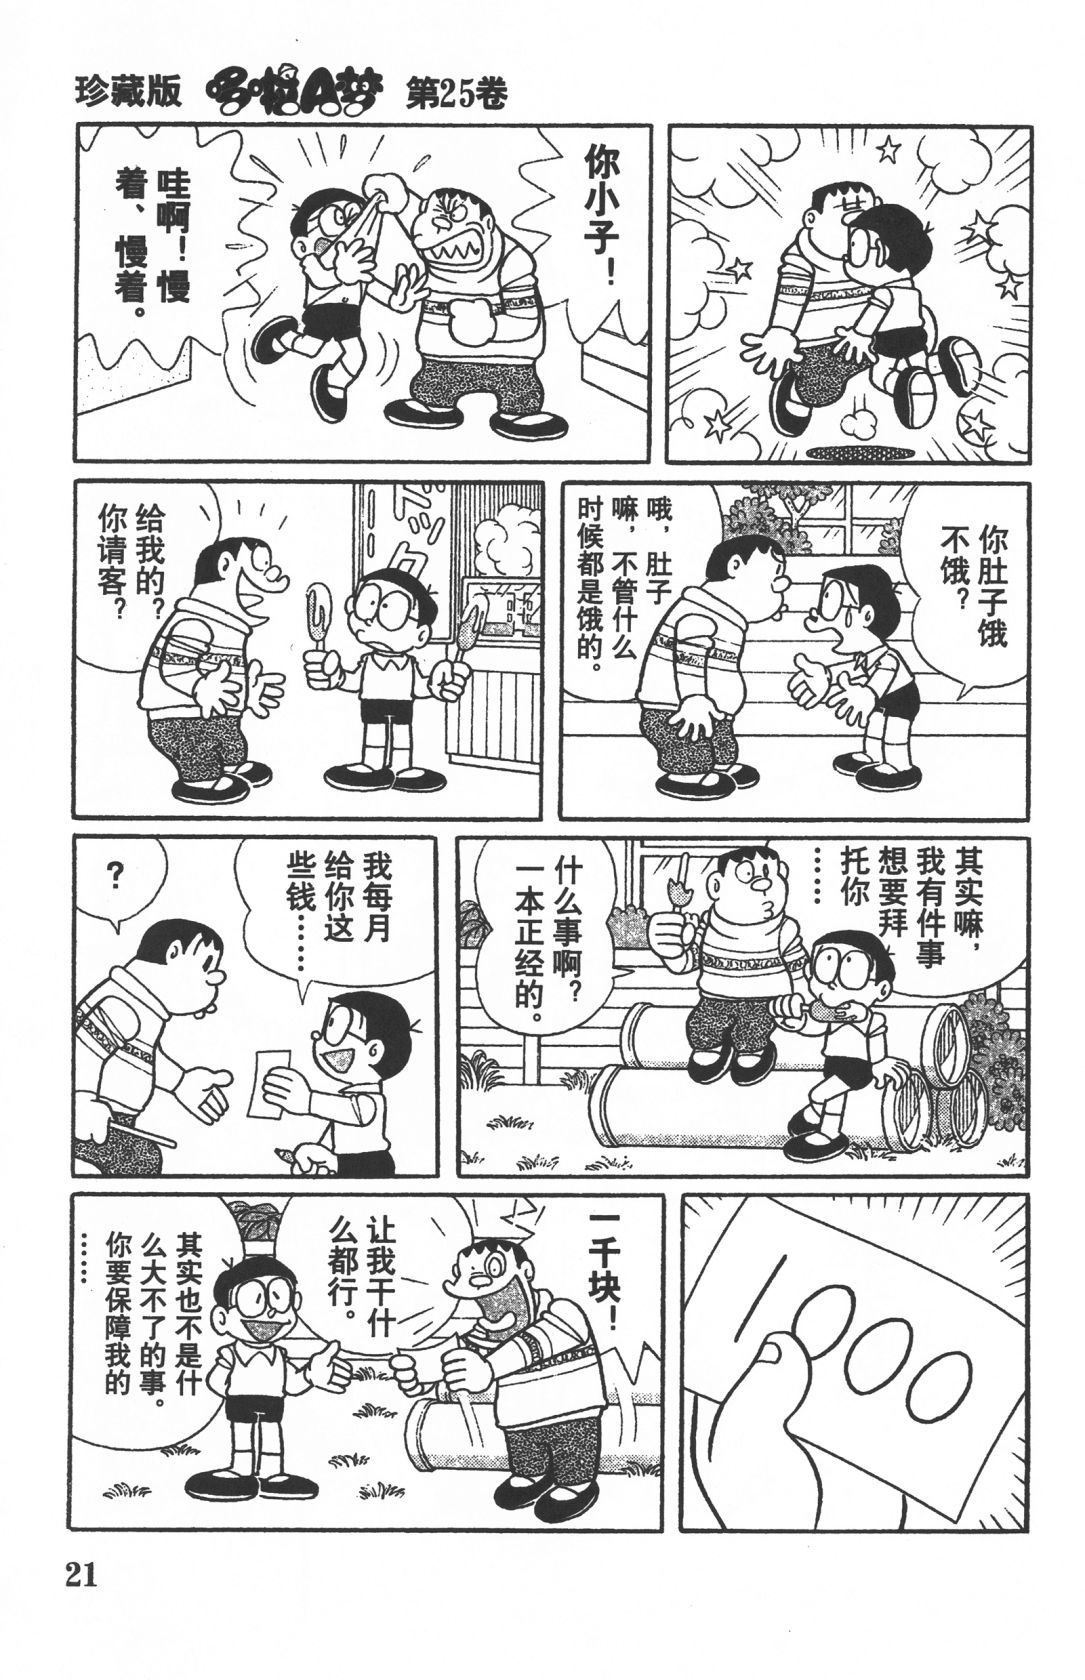 珍藏版 哆啦A梦 第25卷
你小子！
哇啊！慢
着、慢着。
你肚子饿
不饿？
哦，肚子
嘛，不管什么
时候都是饿的。
给我的？
你请客？
其实嘛，
我有件事
想要拜
托你
……
什么事啊？
一本正经的。
我每月
给你这
些钱……
？
1000
一千块！
让我干什
么都行。
其实也不是什
么大不了的事。
你要保障我的
……
21